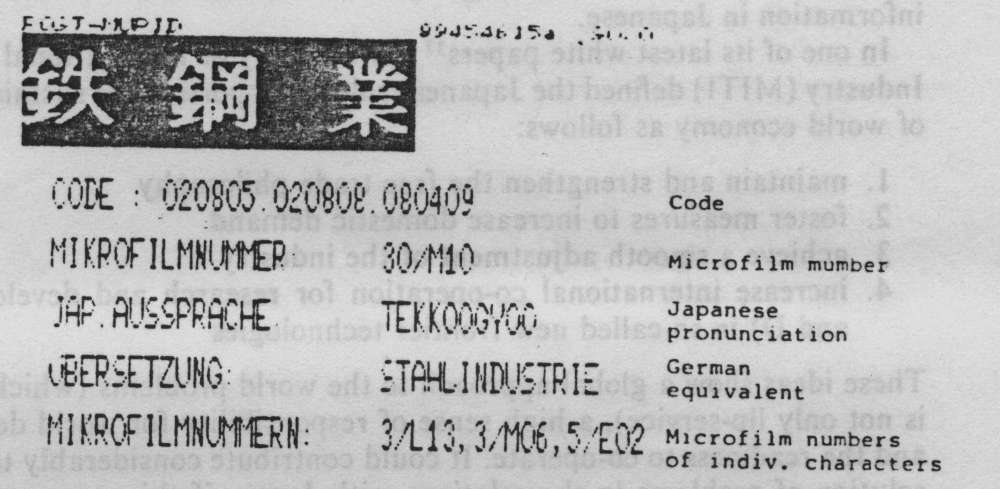 鉄鋼業
CODE : 020805,020808,080409 Code
MIKROFILMNUMMER 30/M10 Microfilm mumber
JAP.AUSSPRACHE TEKKOOGYOO Japanese
pronunciation
UBERSETZUNG: STAHLINDUSTRIE German
equivalent
MIKROFILMNUMMERN: 3/L13,3/M06,5/E02 Microfilm numbers
of indiv. characters